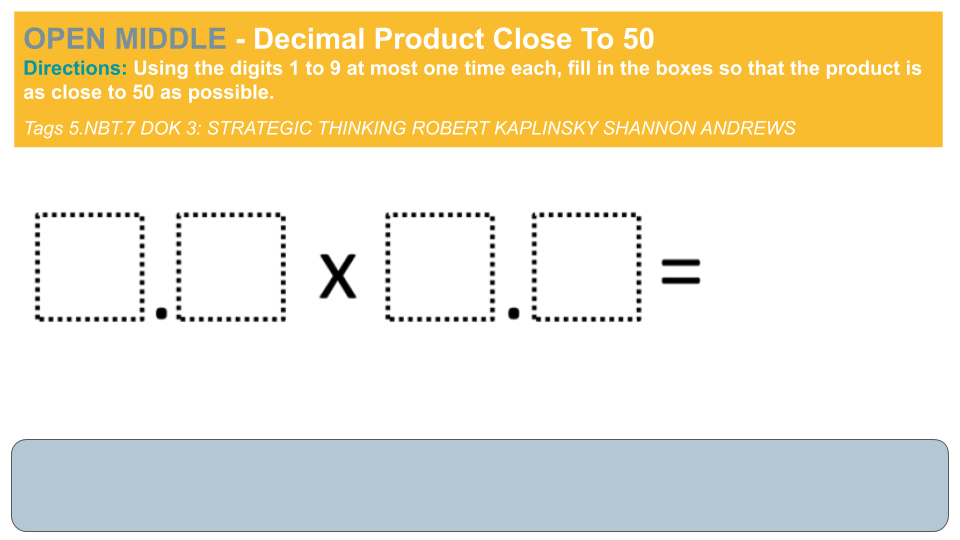 OPEN MIDDLE - Decimal Product Close To 50
Directions: Using the digits 1 to 9 at most one time each, fill in the boxes so that the product is
as close to 50 as possible.
Tags 5.NBT.7 DOK 3: STRATEGIC THINKING ROBERT KAPLINSKY SHANNON ANDREWS
. x . =